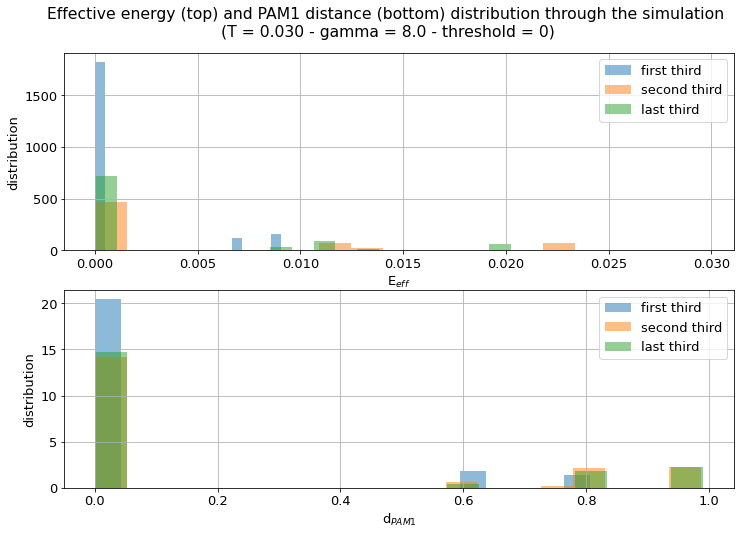 Effective energy (top) and PAM1 distance (bottom) distribution through the simulation
(T = 0.030 - gamma = 8.0 - threshold = 0)
distribution
1500
1000
500
0
first third
second third
last third
0.000 0.005 0.010 0.015 0.020 0.025 0.030
E_eff
distribution
20
15
10
5
0
first third
second third
last third
0.0 0.2 0.4 0.6 0.8 1.0
d_PAM1